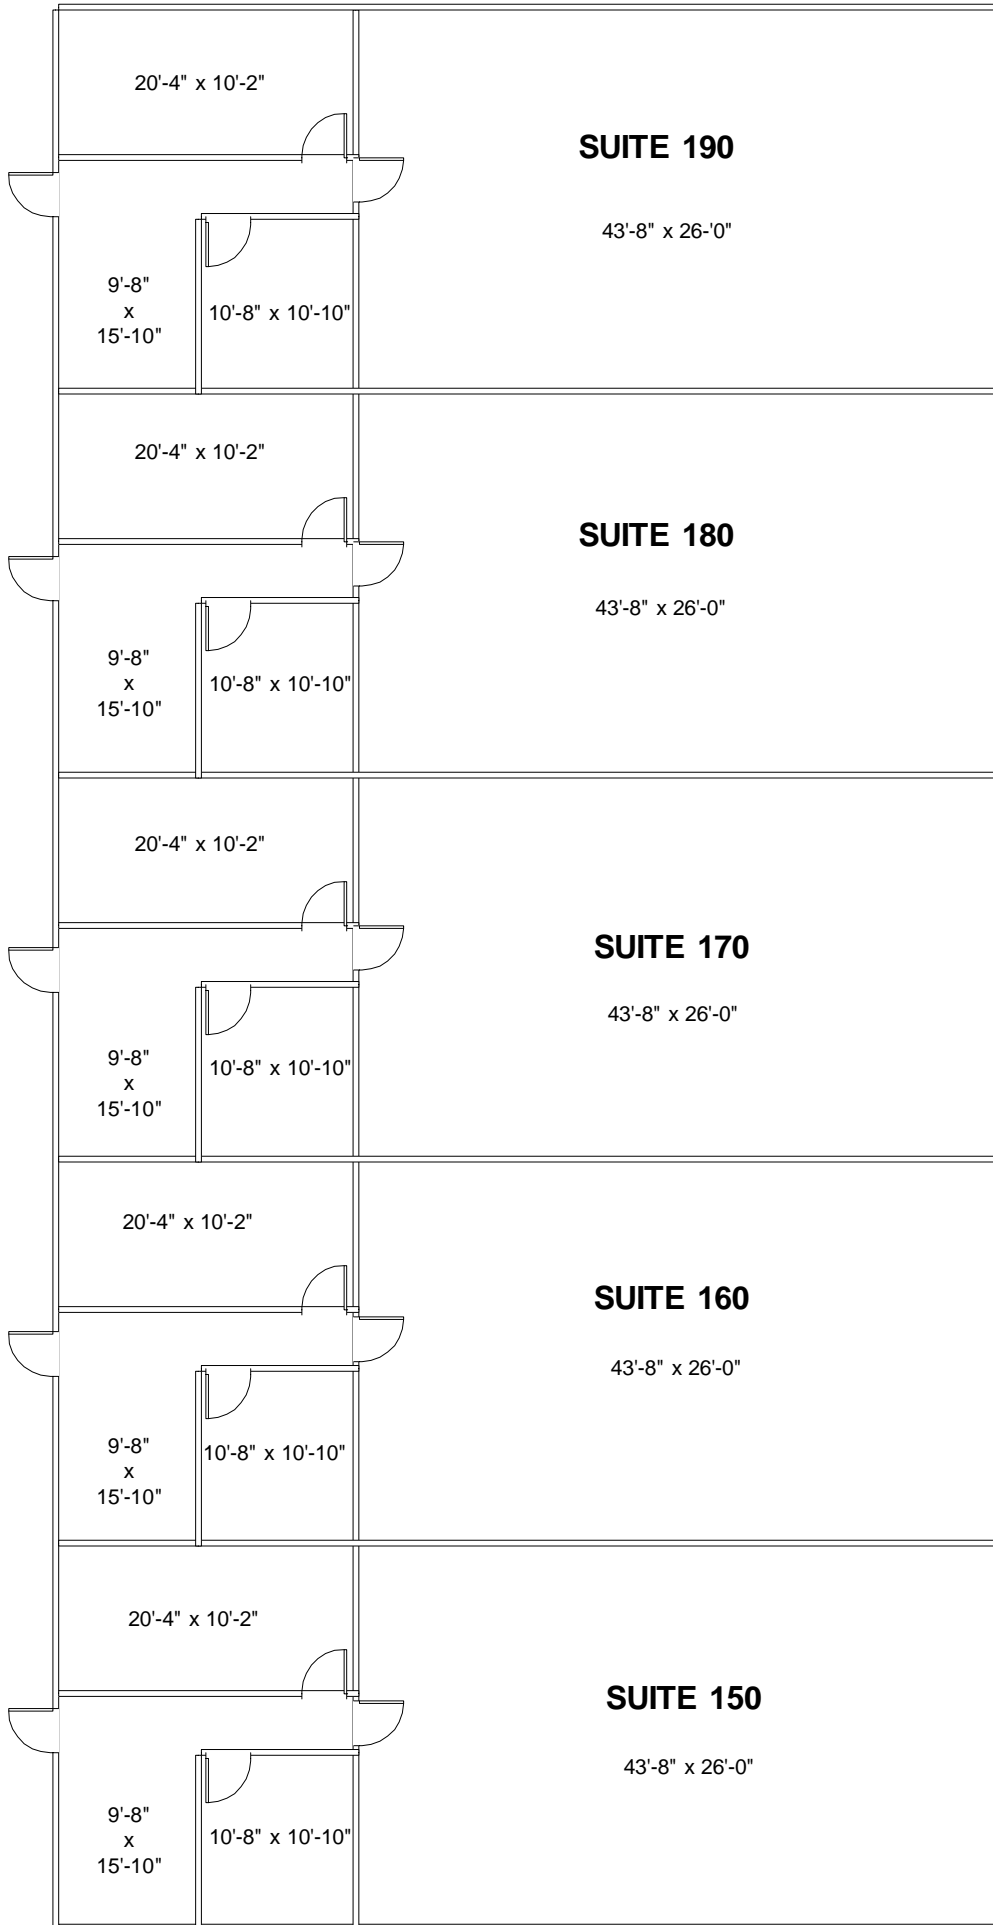 20'-4" x 10'-2"
SUITE 190
43'-8" x 26-'0"
9'-8"
x
15'-10"
10'-8" x 10'-10"
20'-4" x 10'-2"
SUITE 180
43'-8" x 26'-0"
9'-8"
x
15'-10"
10'-8" x 10'-10"
20'-4" x 10'-2"
SUITE 170
43'-8" x 26'-0"
9'-8"
x
15'-10"
10'-8" x 10'-10"
20'-4" x 10'-2"
SUITE 160
43'-8" x 26'-0"
9'-8"
x
15'-10"
10'-8" x 10'-10"
20'-4" x 10'-2"
SUITE 150
43'-8" x 26'-0"
9'-8"
x
15'-10"
10'-8" x 10'-10"